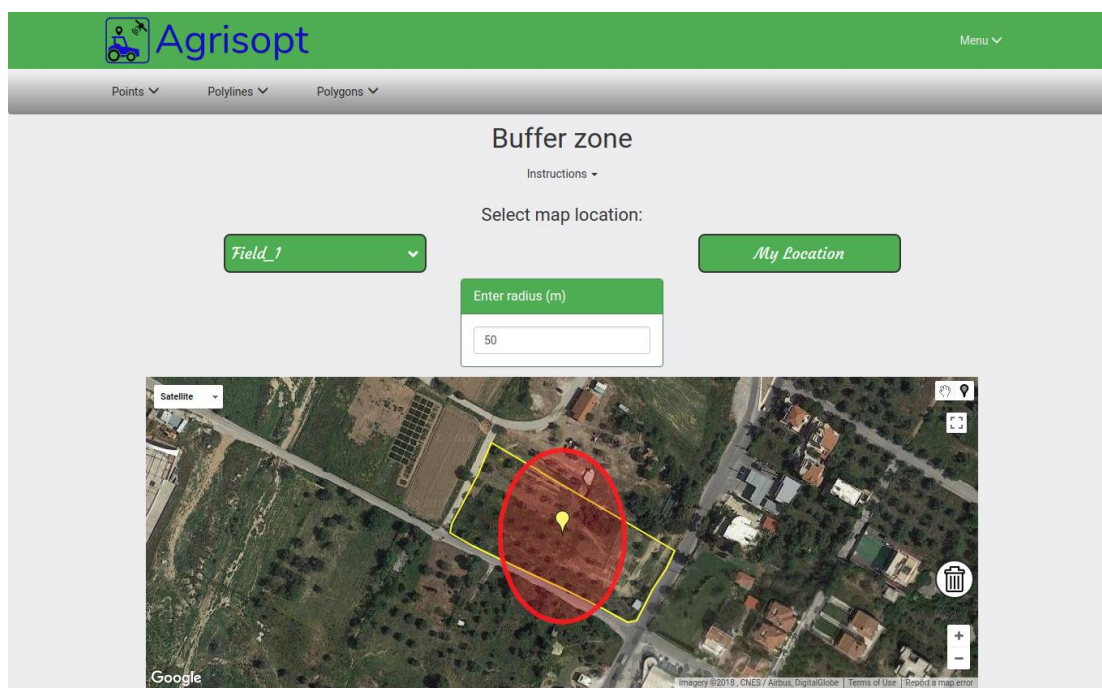 Agrisopt
Menu
Points
Polylines
Polygons
Buffer zone
Instructions
Select map location:
Field_1
My Location
Enter radius (m)
50
Satellite
Google
Imagery ©2018 , CNES / Airbus, DigitalGlobe
Terms of Use
Report a map error